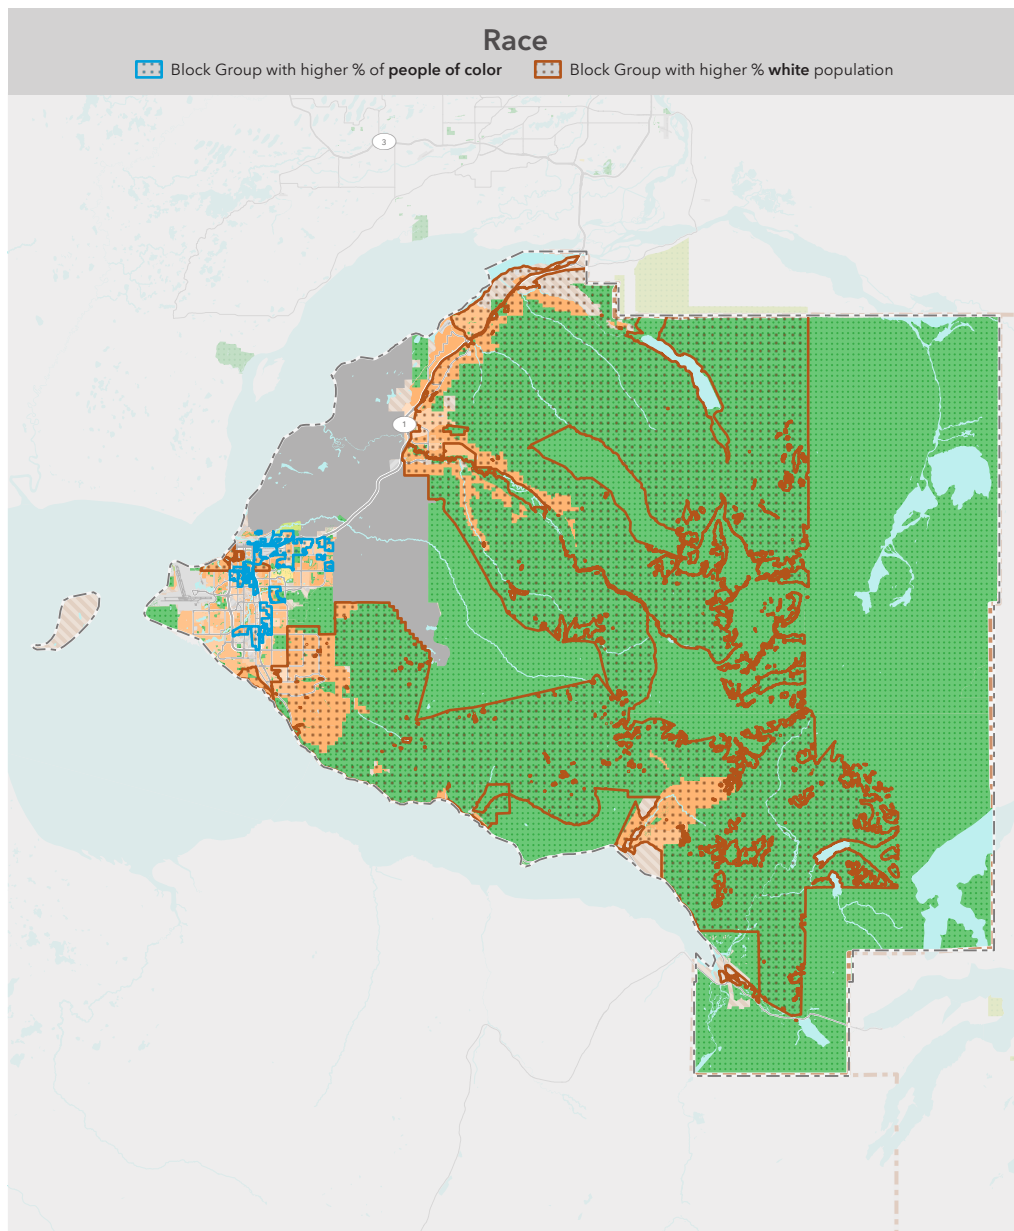 Race
Block Group with higher % of people of color Block Group with higher % white population
3
1